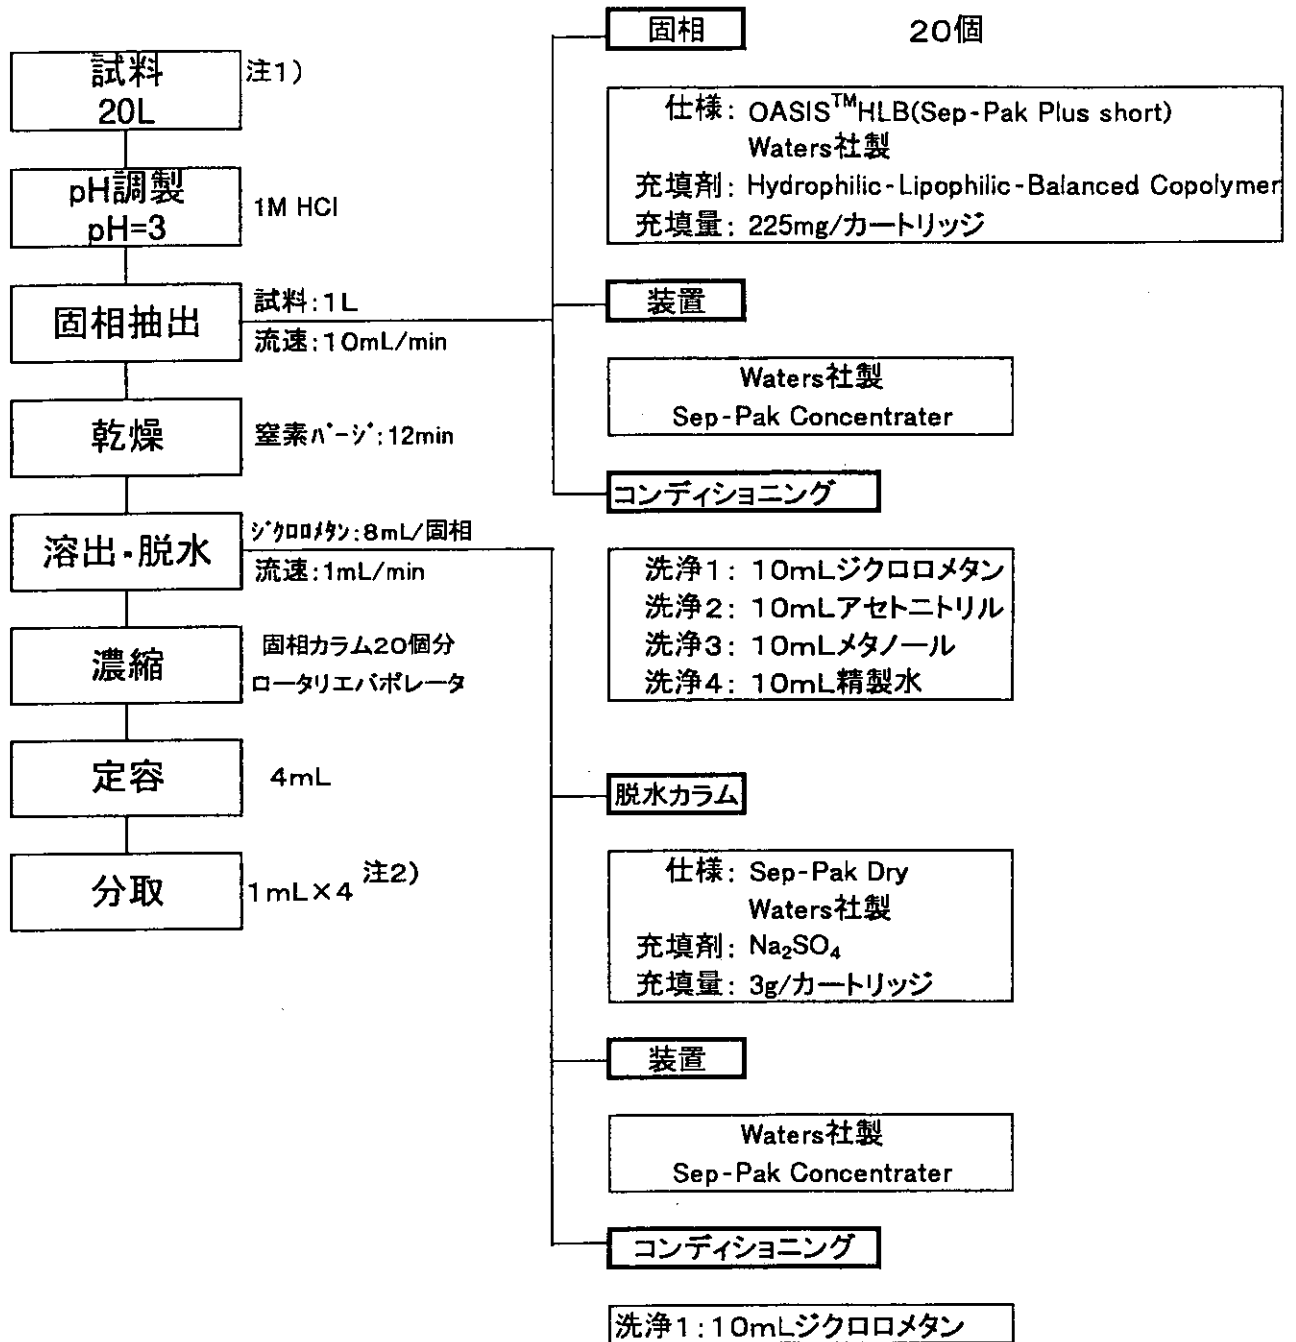 試料
20L
注1)
pH調製
pH=3
1M HCl
固相抽出
試料:1L
流速:10mL/min
乾燥
窒素パージ:12min
溶出・脱水
ジクロロメタン:8mL/固相
流速:1mL/min
濃縮
固相カラム20個分
ロータリエバポレータ
定容
4mL
分取
1mL×4 注2)
固相
20個
仕様: OASIS™HLB(Sep-Pak Plus short)
Waters社製
充填剤: Hydrophilic-Lipophilic-Balanced Copolymer
充填量: 225mg/カートリッジ
装置
Waters社製
Sep-Pak Concentrater
コンディショニング
洗浄1: 10mLジクロロメタン
洗浄2: 10mLアセトニトリル
洗浄3: 10mLメタノール
洗浄4: 10mL精製水
脱水カラム
仕様: Sep-Pak Dry
Waters社製
充填剤: Na₂SO₄
充填量: 3g/カートリッジ
装置
Waters社製
Sep-Pak Concentrater
コンディショニング
洗浄1:10mLジクロロメタン